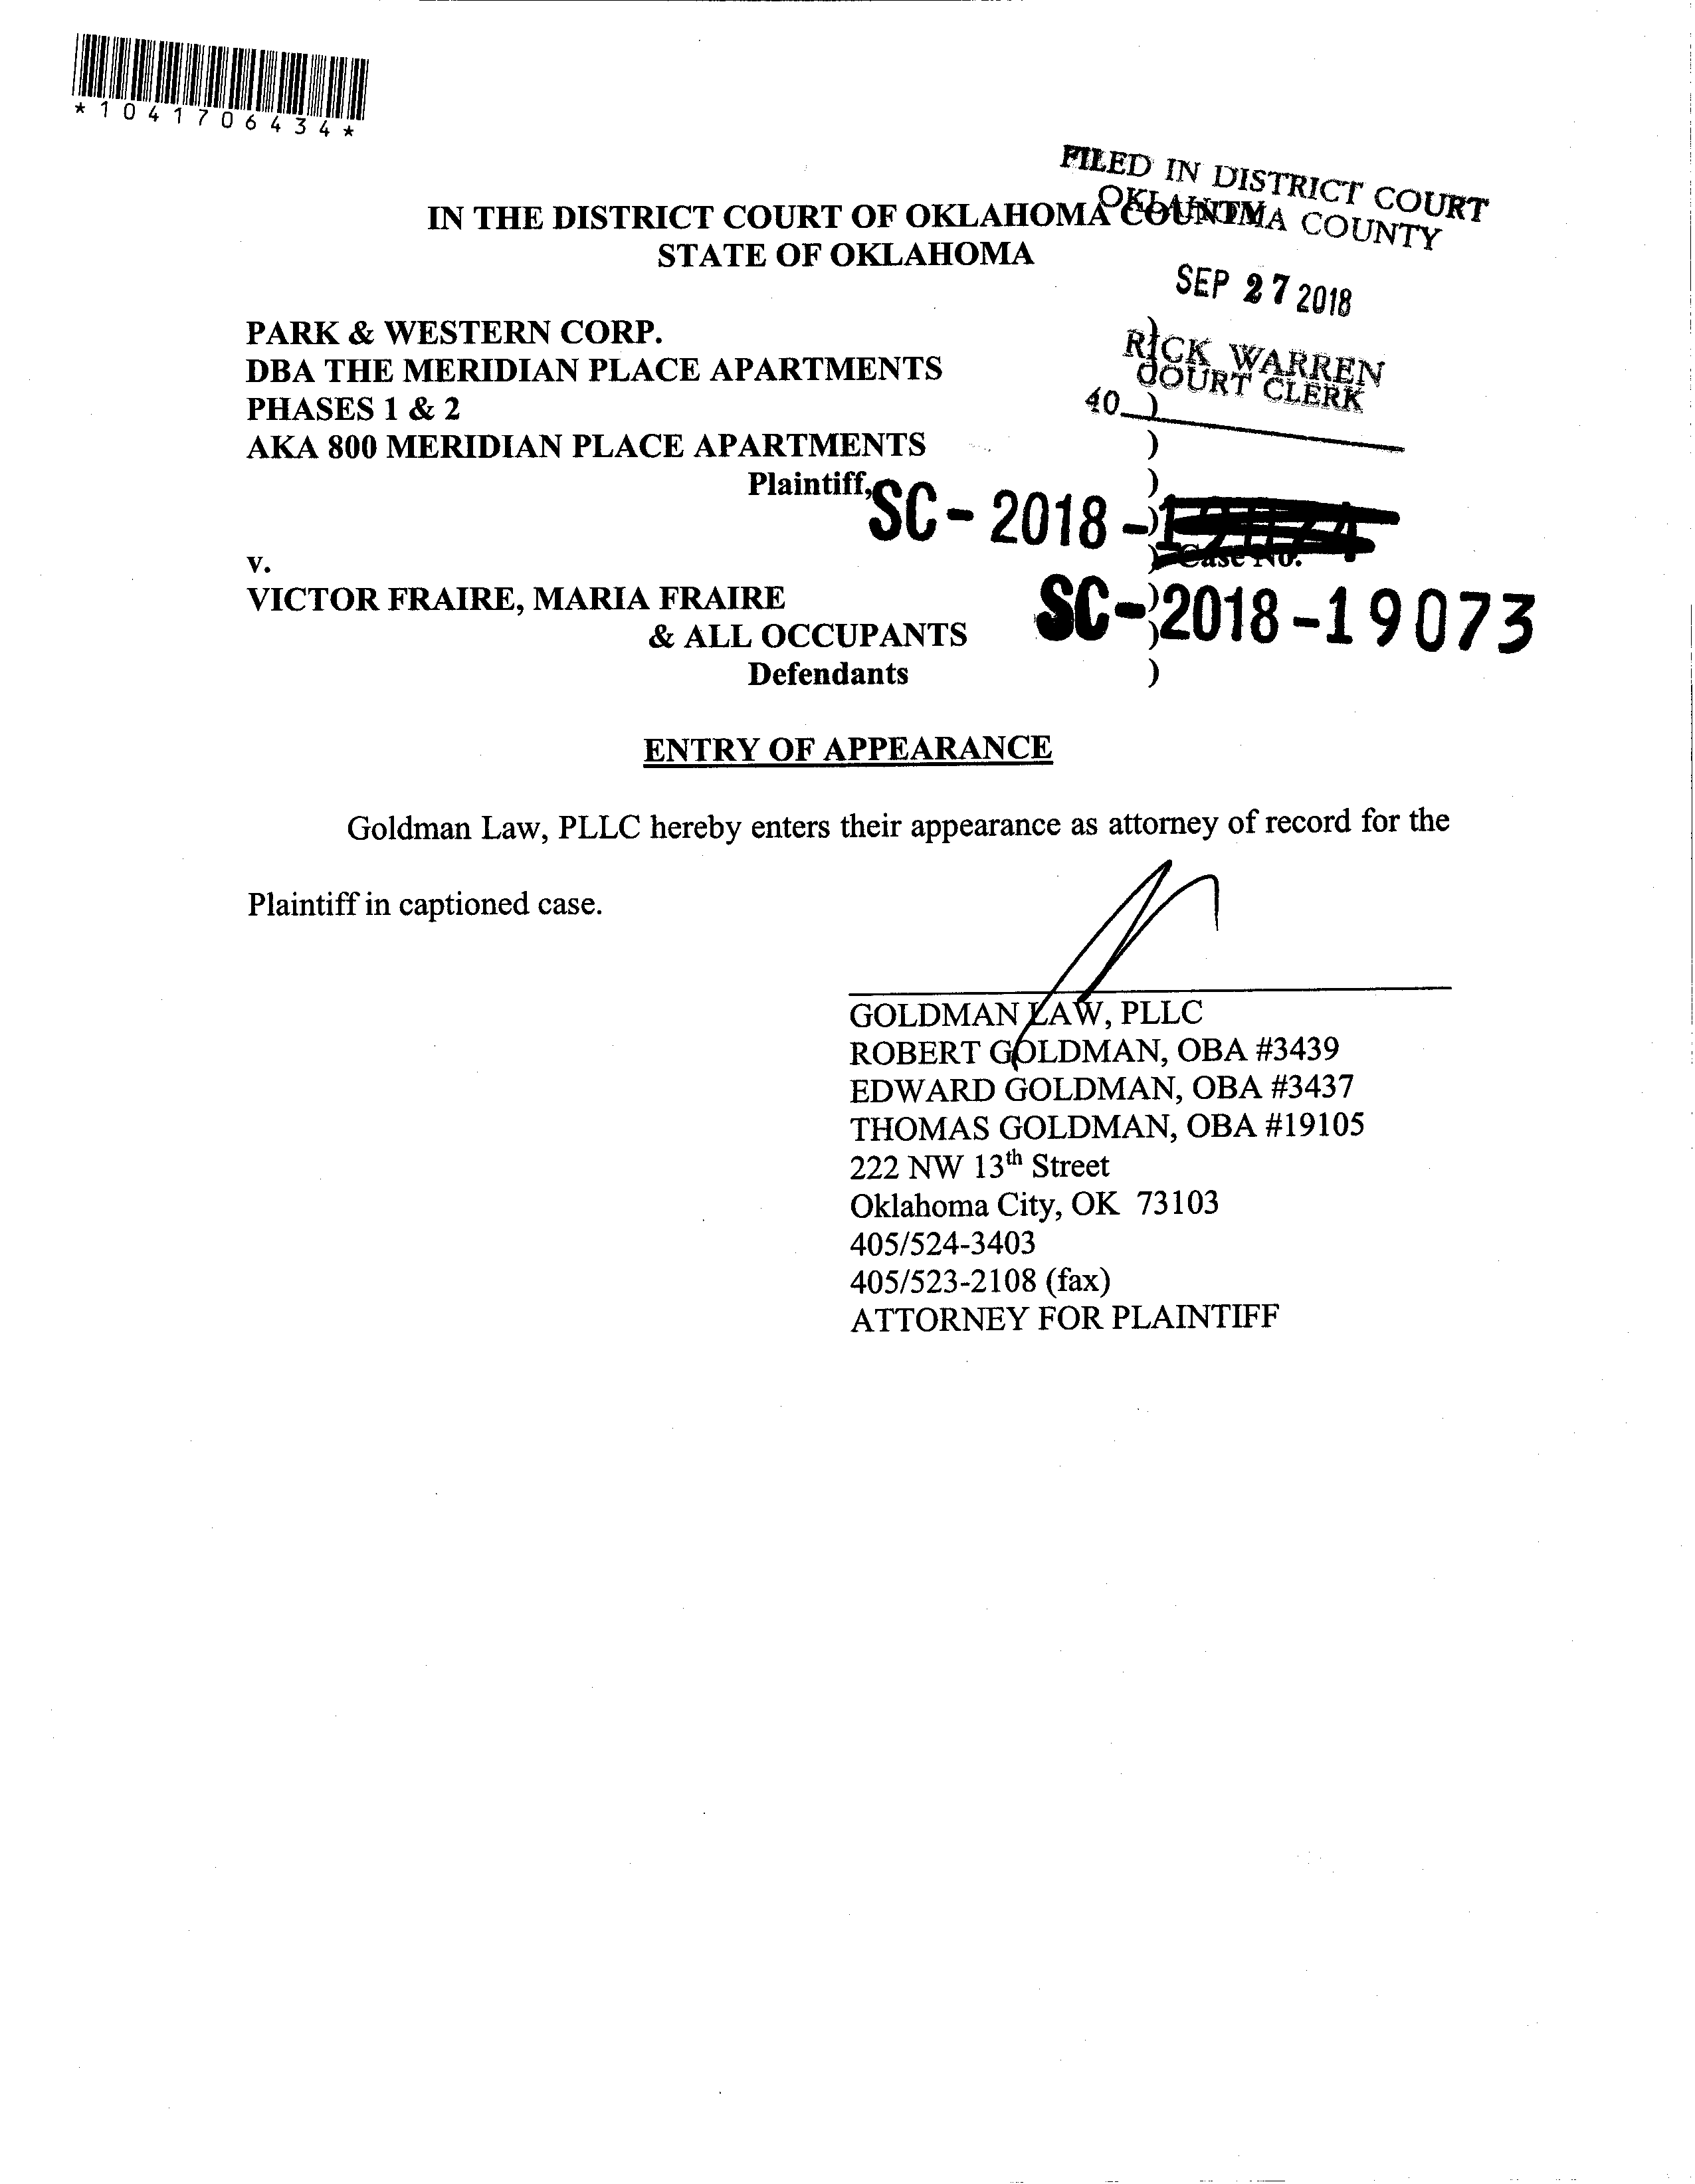 *1041706434*
FILED IN DISTRICT COURT
OKLAHOMA COUNTY
IN THE DISTRICT COURT OF OKLAHOMA COUNTY
STATE OF OKLAHOMA
SEP 27 2018
RICK WARREN
COURT CLERK
40
PARK & WESTERN CORP.
DBA THE MERIDIAN PLACE APARTMENTS
PHASES 1 & 2
AKA 800 MERIDIAN PLACE APARTMENTS
Plaintiff,
SC-2018-
Case No.
v.
VICTOR FRAIRE, MARIA FRAIRE
& ALL OCCUPANTS
Defendants
)
)
)
)
)
)
)
)
)
)
SC-2018-19073
ENTRY OF APPEARANCE
Goldman Law, PLLC hereby enters their appearance as attorney of record for the
Plaintiff in captioned case.
GOLDMAN LAW, PLLC
ROBERT GOLDMAN, OBA #3439
EDWARD GOLDMAN, OBA #3437
THOMAS GOLDMAN, OBA #19105
222 NW 13th Street
Oklahoma City, OK 73103
405/524-3403
405/523-2108 (fax)
ATTORNEY FOR PLAINTIFF